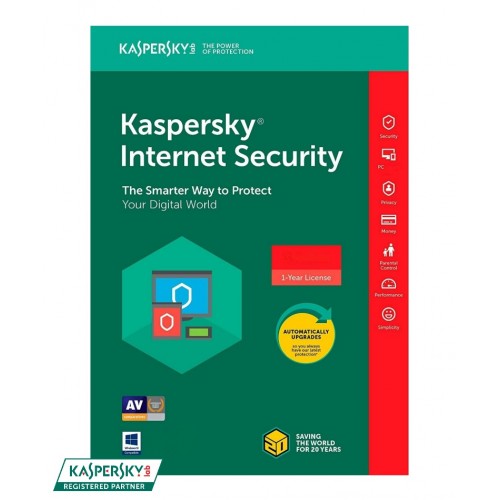 KASPERSKY lab
THE POWER
OF PROTECTION
Kaspersky®
Internet Security
The Smarter Way to Protect
Your Digital World
Security
PC
Privacy
Money
Parental
Control
Performance
Simplicity
1-Year License
AUTOMATICALLY
UPGRADES
so you always
have our latest
protection*
AV
20
SAVING
THE WORLD
FOR 20 YEARS
KASPERSKY lab
REGISTERED PARTNER